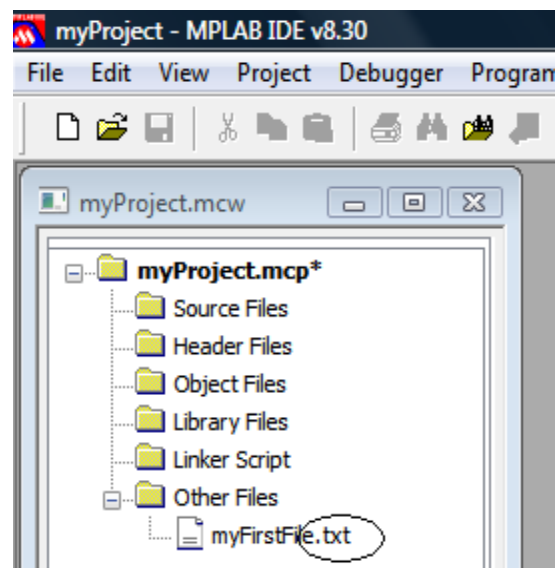 myProject - MPLAB IDE v8.30
File Edit View Project Debugger Program
myProject.mcw
myProject.mcp*
Source Files
Header Files
Object Files
Library Files
Linker Script
Other Files
myFirstFile.txt